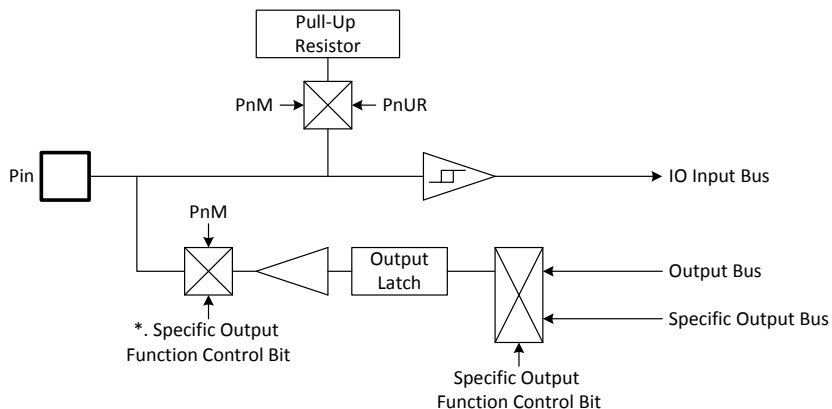 Pull-Up
Resistor
PnM
PnUR
Pin
IO Input Bus
PnM
Output
Latch
Output Bus
Specific Output Bus
*. Specific Output
Function Control Bit
Specific Output
Function Control Bit